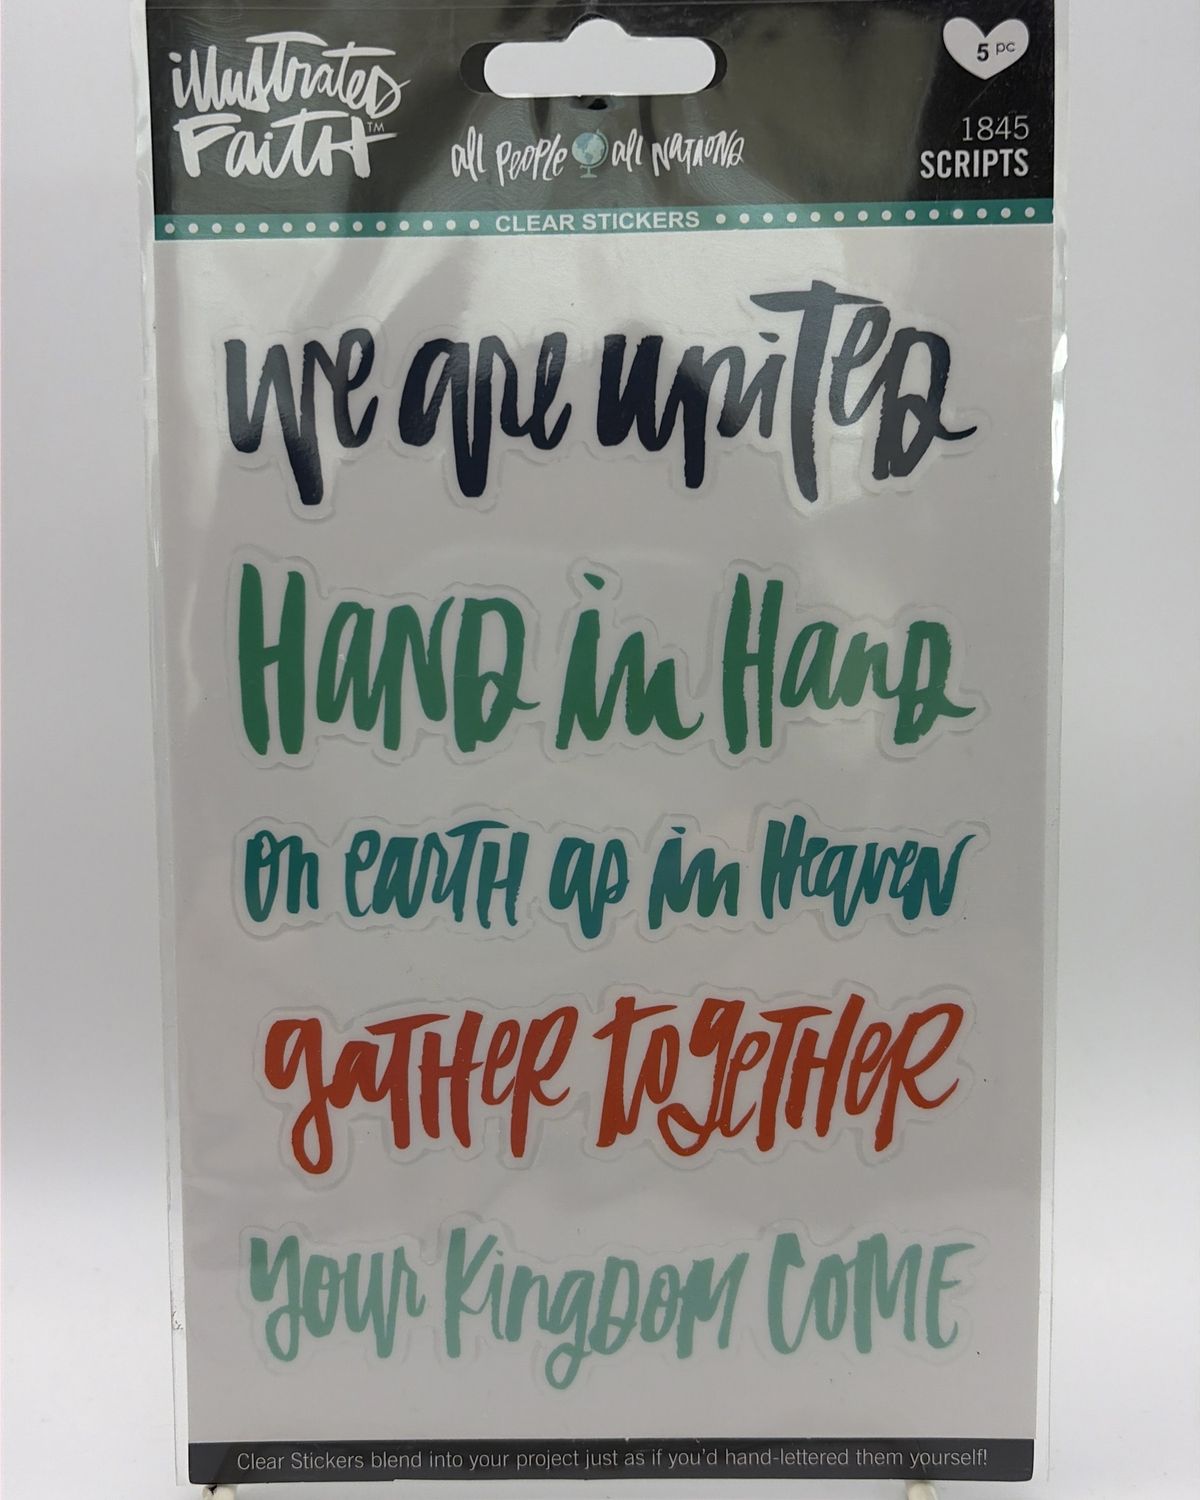 illustrated
Faith™
all people all nations
5 pc
1845
SCRIPTS
CLEAR STICKERS
we are united
Hand in Hand
on earth as in Heaven
gather together
your Kingdom come
Clear Stickers blend into your project just as if you'd hand-lettered them yourself!